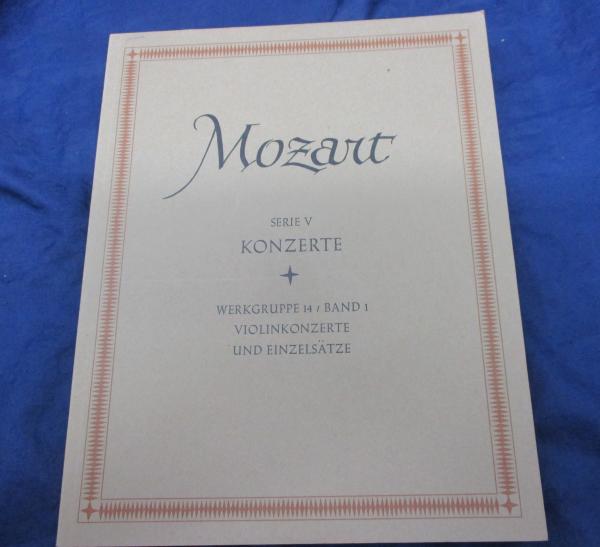 Mozart
SERIE V
KONZERTE
WERKGRUPPE 14 / BAND 1
VIOLINKONZERTE
UND EINZELSÄTZE